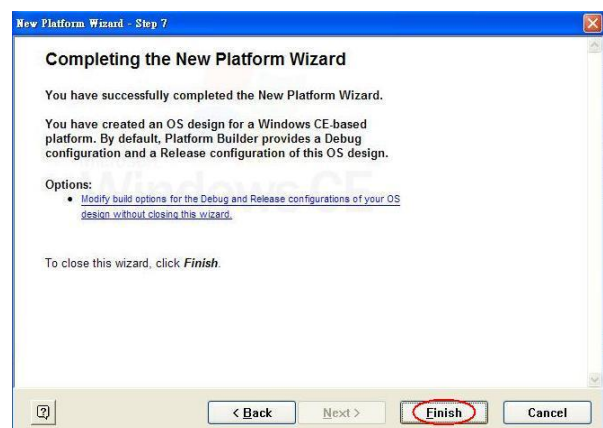 New Platform Wizard - Step 7
Completing the New Platform Wizard
You have successfully completed the New Platform Wizard.
You have created an OS design for a Windows CE-based
platform. By default, Platform Builder provides a Debug
configuration and a Release configuration of this OS design.
Options:
Modify build options for the Debug and Release configurations of your OS
design without closing this wizard.
To close this wizard, click Finish.
< Back Next > Finish Cancel